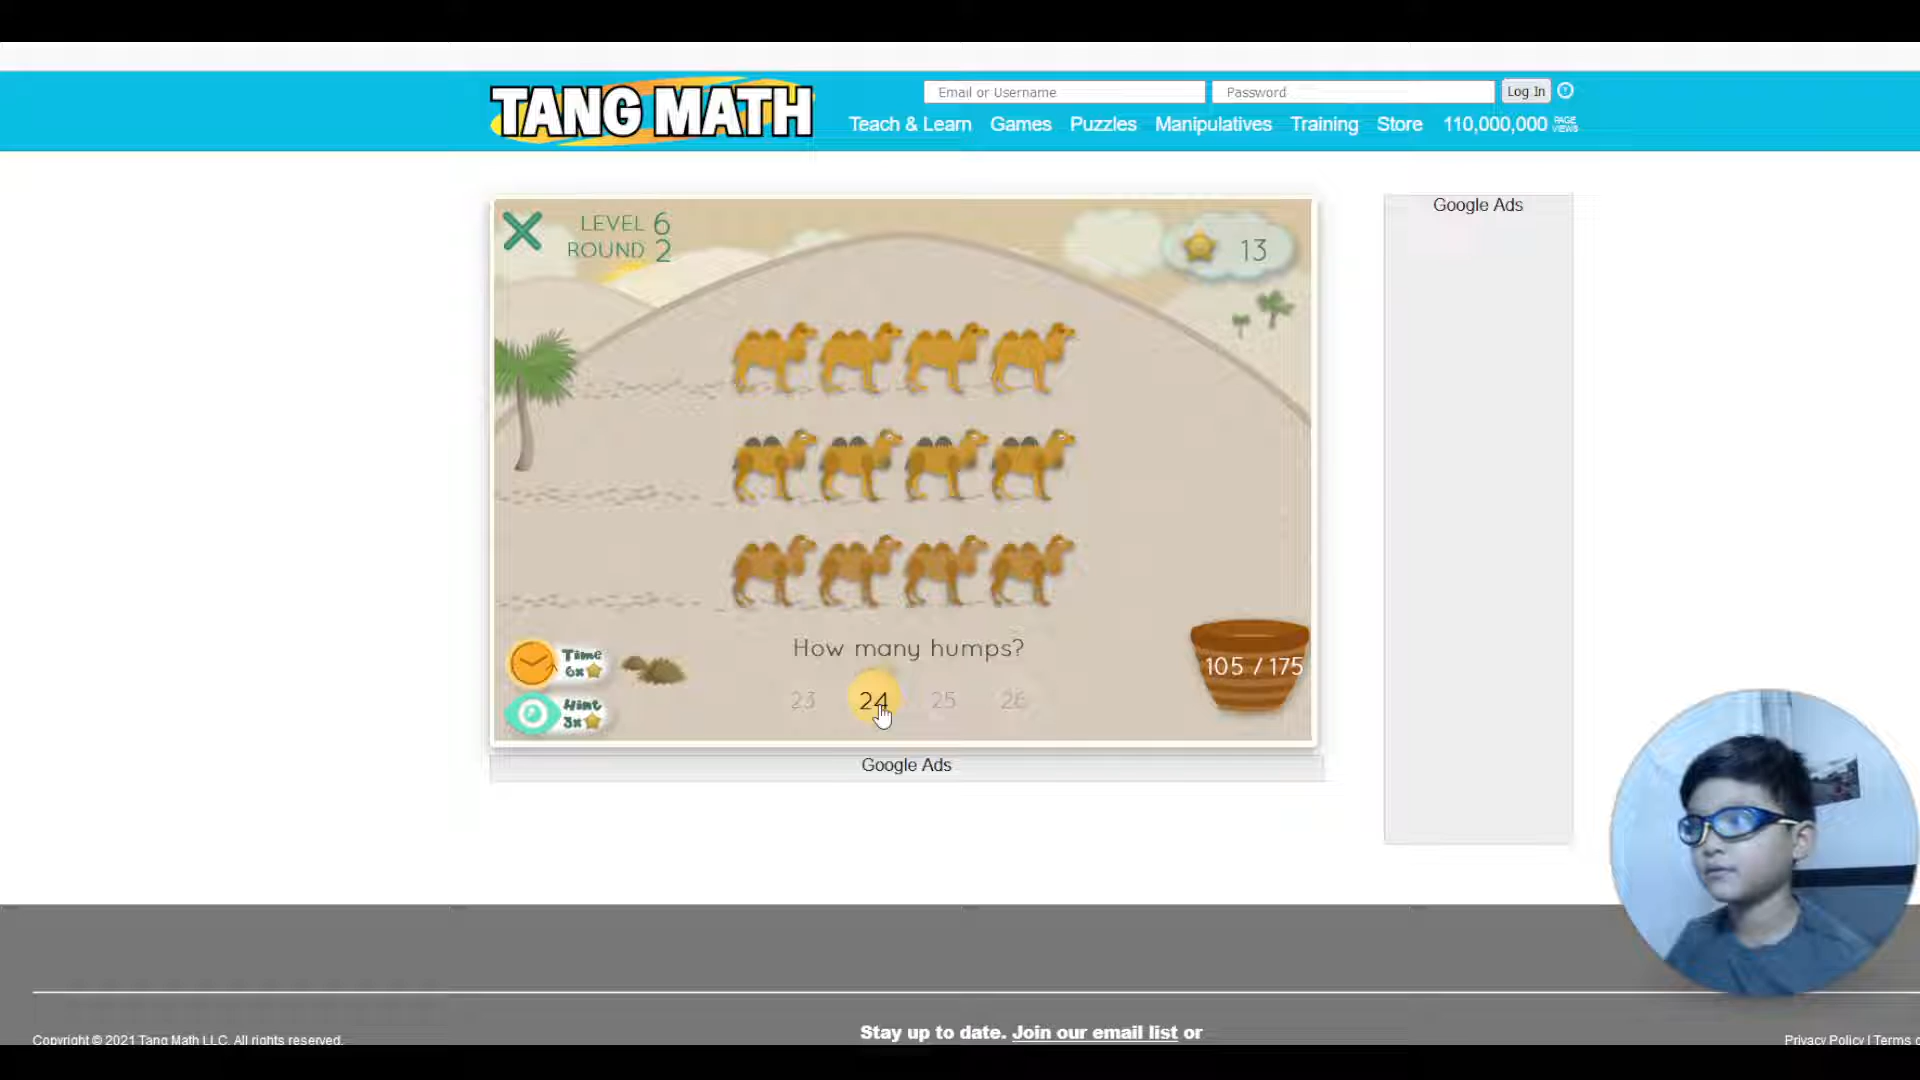 TANG MATH
Email or Username
Password
Log In
Teach & Learn
Games
Puzzles
Manipulatives
Training
Store
110,000,000 PAGE VIEWS
LEVEL 6
ROUND 2
13
Google Ads
How many humps?
23
24
25
26
Time
6x
Hint
3x
105 / 175
Google Ads
Stay up to date. Join our email list or
Copyright © 2021 Tang Math LLC. All rights reserved.
Privacy Policy | Terms